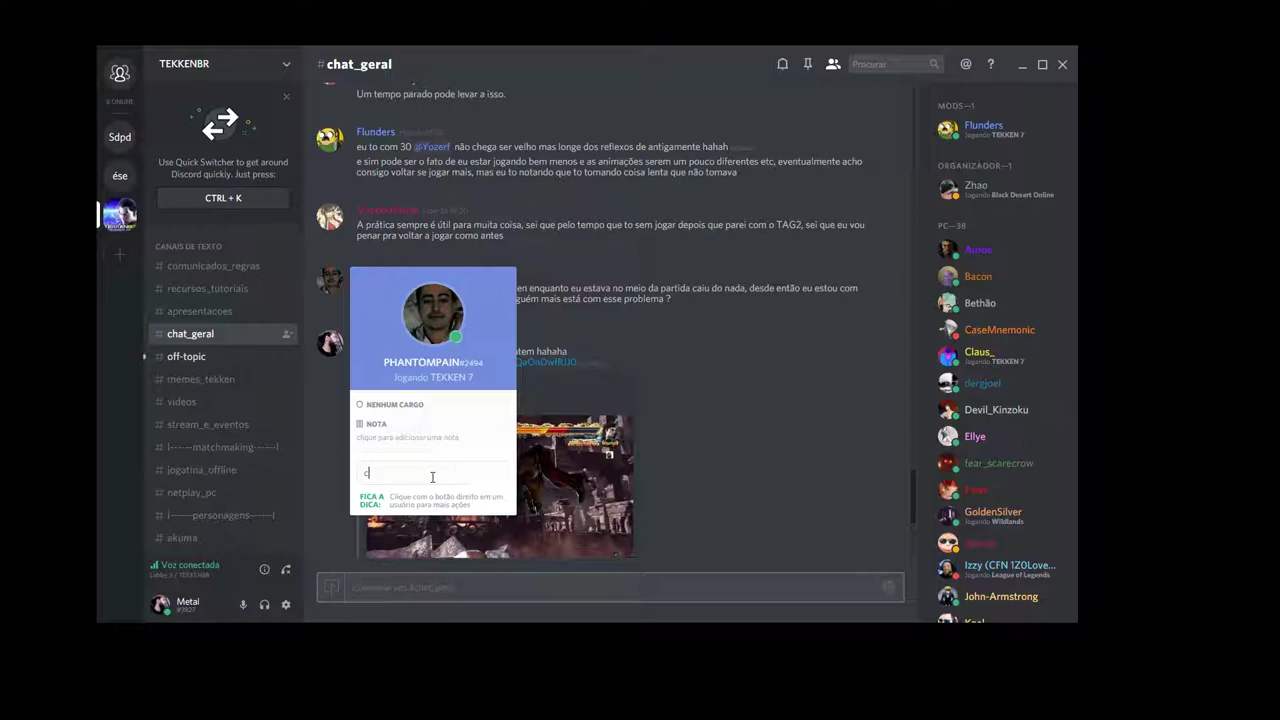 TEKKENBR
0 ONLINE
Sdpd
ése
Use Quick Switcher to get around
Discord quickly. Just press:
CTRL + K
CANAIS DE TEXTO
# comunicados_regras
# recursos_tutoriais
# apresentacoes
# chat_geral
# off-topic
# memes_tekken
# videos
# stream_e_eventos
# l------matchmaking-----l
# jogatina_offline
# netplay_pc
# l------personagens----l
# akuma
Voz conectada
TEKKENBR
Metal
#3927
# chat_geral
Procurar
Um tempo parado pode levar a isso.
Flunders
eu to com 30 @Yozerf não chega ser velho mas longe dos reflexos de antigamente hahah
e sim pode ser o fato de eu estar jogando bem menos e as animações serem um pouco diferentes etc, eventualmente acho
consigo voltar se jogar mais, mas eu to notando que to tomando coisa lenta que não tomava
A prática sempre é útil para muita coisa, sei que pelo tempo que to sem jogar depois que parei com o TAG2, sei que eu vou
penar pra voltar a jogar como antes
en enquanto eu estava no meio da partida caiu do nada, desde então eu estou com
guém mais está com esse problema ?
atem hahaha
PHANTOMPAIN#2494
Jogando TEKKEN 7
NENHUM CARGO
NOTA
clique para adicionar uma nota
c
FICA A DICA: Clique com o botão direito em um
usuário para mais ações
MODS—1
Flunders
Jogando TEKKEN 7
ORGANIZADOR—1
Zhao
Jogando Black Desert Online
PC—38
Bacon
Bethão
CaseMnemonic
Claus_
Jogando TEKKEN 7
dergjoel
Devil_Kinzoku
Ellye
fear_scarecrow
GoldenSilver
Jogando Wildlands
Izzy (CFN 1Z0Love...
Jogando League of Legends
John-Armstrong